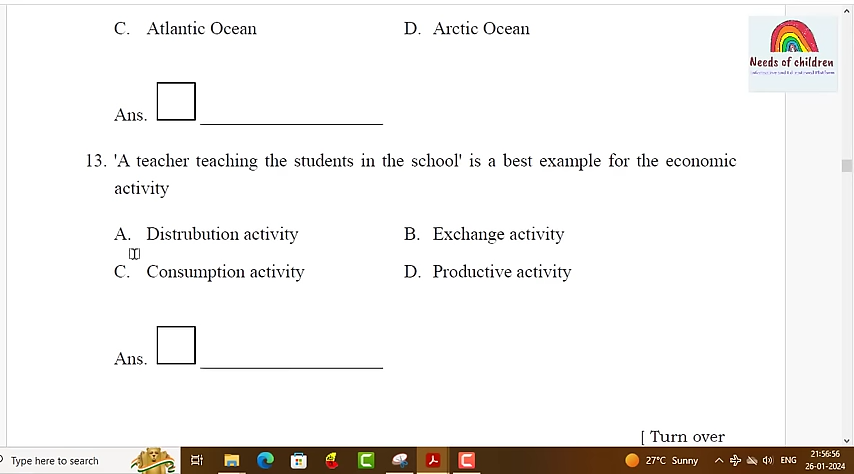 C. Atlantic Ocean D. Arctic Ocean
Needs of children
Ans.
13. 'A teacher teaching the students in the school' is a best example for the economic
activity
A. Distrubution activity B. Exchange activity
C. Consumption activity D. Productive activity
Ans.
[ Turn over
Type here to search 27°C Sunny ENG 21:56:56
26-01-2024